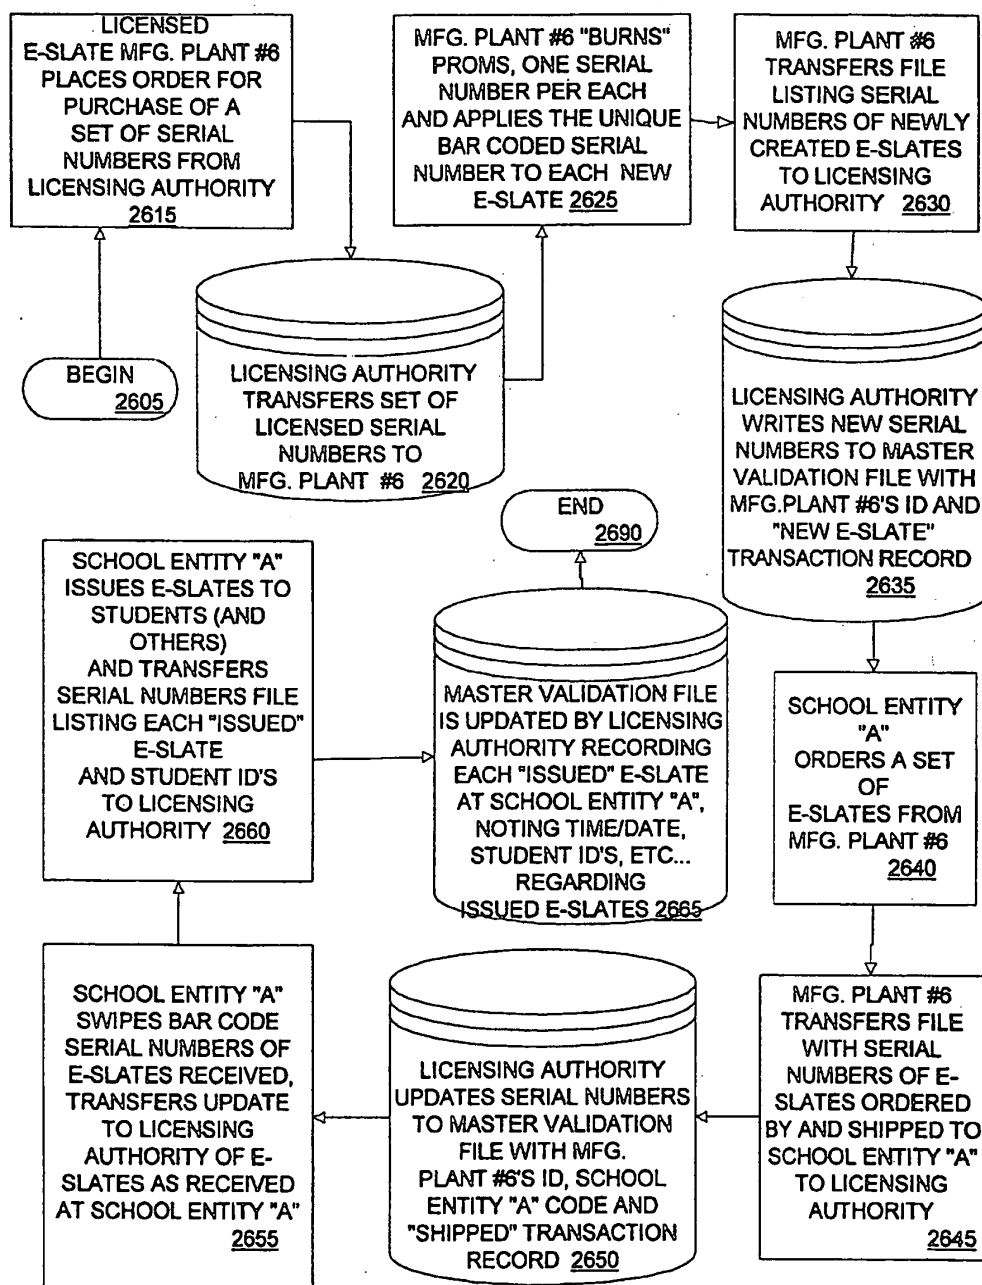 BEGIN
2605
LICENSED
E-SLATE MFG. PLANT #6
PLACES ORDER FOR
PURCHASE OF A
SET OF SERIAL
NUMBERS FROM
LICENSING AUTHORITY
2615
LICENSING AUTHORITY
TRANSFERS SET OF
LICENSED SERIAL
NUMBERS TO
MFG. PLANT #6 2620
MFG. PLANT #6 "BURNS"
PROMS, ONE SERIAL
NUMBER PER EACH
AND APPLIES THE UNIQUE
BAR CODED SERIAL
NUMBER TO EACH NEW
E-SLATE 2625
MFG. PLANT #6
TRANSFERS FILE
LISTING SERIAL
NUMBERS OF NEWLY
CREATED E-SLATES
TO LICENSING
AUTHORITY 2630
LICENSING AUTHORITY
WRITES NEW SERIAL
NUMBERS TO MASTER
VALIDATION FILE WITH
MFG.PLANT #6'S ID AND
"NEW E-SLATE"
TRANSACTION RECORD
2635
SCHOOL ENTITY
"A"
ORDERS A SET
OF
E-SLATES FROM
MFG. PLANT #6
2640
MFG. PLANT #6
TRANSFERS FILE
WITH SERIAL
NUMBERS OF E-
SLATES ORDERED
BY AND SHIPPED TO
SCHOOL ENTITY "A"
TO LICENSING
AUTHORITY
2645
LICENSING AUTHORITY
UPDATES SERIAL NUMBERS
TO MASTER VALIDATION
FILE WITH MFG.
PLANT #6'S ID, SCHOOL
ENTITY "A" CODE AND
"SHIPPED" TRANSACTION
RECORD 2650
SCHOOL ENTITY "A"
SWIPES BAR CODE
SERIAL NUMBERS OF
E-SLATES RECEIVED,
TRANSFERS UPDATE
TO LICENSING
AUTHORITY OF E-
SLATES AS RECEIVED
AT SCHOOL ENTITY "A"
2655
SCHOOL ENTITY "A"
ISSUES E-SLATES TO
STUDENTS (AND
OTHERS)
AND TRANSFERS
SERIAL NUMBERS FILE
LISTING EACH "ISSUED"
E-SLATE
AND STUDENT ID'S
TO LICENSING
AUTHORITY 2660
MASTER VALIDATION FILE
IS UPDATED BY LICENSING
AUTHORITY RECORDING
EACH "ISSUED" E-SLATE
AT SCHOOL ENTITY "A",
NOTING TIME/DATE,
STUDENT ID'S, ETC...
REGARDING
ISSUED E-SLATES 2665
END
2690